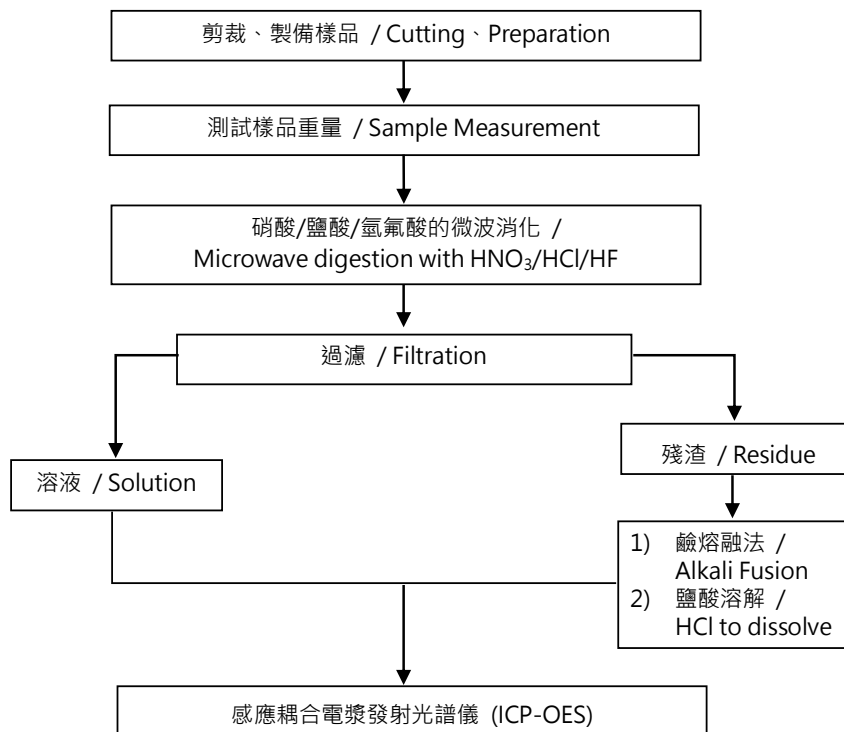 剪裁、製備樣品 / Cutting、Preparation
測試樣品重量 / Sample Measurement
硝酸/鹽酸/氫氟酸的微波消化 /
Microwave digestion with HNO₃/HCl/HF
過濾 / Filtration
溶液 / Solution
殘渣 / Residue
1) 鹼熔融法 /
Alkali Fusion
2) 鹽酸溶解 /
HCl to dissolve
感應耦合電漿發射光譜儀 (ICP-OES)